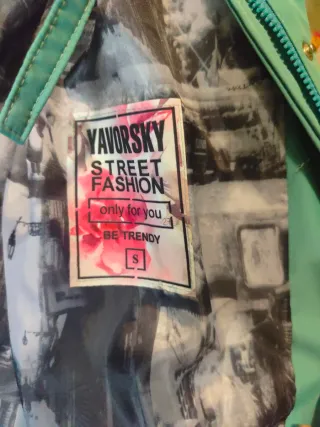 YAVORSKY
STREET
FASHION
only for you
BE TRENDY
S